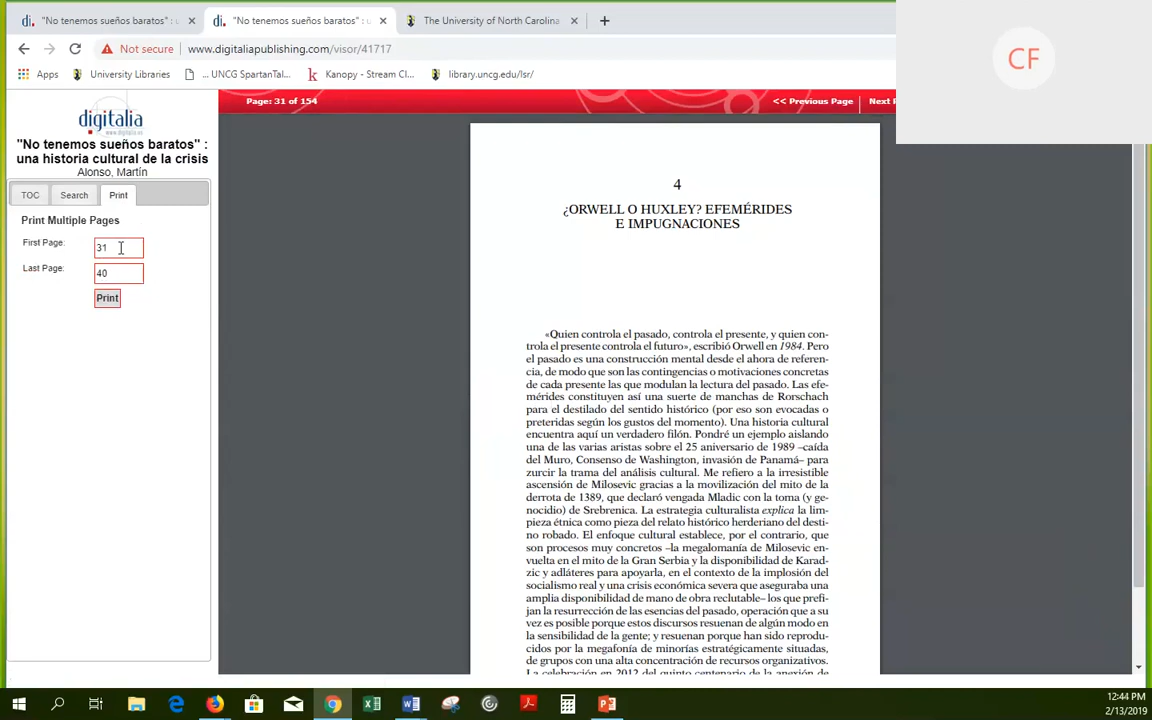 di. "No tenemos sueños baratos" : u
di. "No tenemos sueños baratos" : u
The University of North Carolina
CF
Not secure | www.digitaliapublishing.com/visor/41717
Apps
University Libraries
... UNCG SpartanTal...
k Kanopy - Stream Cl...
library.uncg.edu/lsr/
Page: 31 of 154
<< Previous Page
Next
digitalia
www.digitalia.us
"No tenemos sueños baratos" :
una historia cultural de la crisis
Alonso, Martín
TOC
Search
Print
Print Multiple Pages
First Page:
31
Last Page:
40
Print
4
¿ORWELL O HUXLEY? EFEMÉRIDES
E IMPUGNACIONES
«Quien controla el pasado, controla el presente, y quien con-
trola el presente controla el futuro», escribió Orwell en 1984. Pero
el pasado es una construcción mental desde el ahora de referen-
cia, de modo que son las contingencias o motivaciones concretas
de cada presente las que modulan la lectura del pasado. Las efe-
mérides constituyen así una suerte de manchas de Rorschach
para el destilado del sentido histórico (por eso son evocadas o
preteridas según los gustos del momento). Una historia cultural
encuentra aquí un verdadero filón. Pondré un ejemplo aislando
una de las varias aristas sobre el 25 aniversario de 1989 –caída
del Muro, Consenso de Washington, invasión de Panamá– para
zurcir la trama del análisis cultural. Me refiero a la irresistible
ascensión de Milosevic gracias a la movilización del mito de la
derrota de 1389, que declaró vengada Mladic con la toma (y ge-
nocidio) de Srebrenica. La estrategia culturalista explica la lim-
pieza étnica como pieza del relato histórico herderiano del desti-
no robado. El enfoque cultural establece, por el contrario, que
son procesos muy concretos –la megalomanía de Milosevic en-
vuelta en el mito de la Gran Serbia y la disponibilidad de Karad-
zic y adláteres para apoyarla, en el contexto de la implosión del
socialismo real y una crisis económica severa que aseguraba una
amplia disponibilidad de mano de obra reclutable– los que prefi-
jan la resurrección de las esencias del pasado, operación que a su
vez es posible porque estos discursos resuenan de algún modo en
la sensibilidad de la gente; y resuenan porque han sido reprodu-
cidos por la megafonía de minorías estratégicamente situadas,
de grupos con una alta concentración de recursos organizativos.
La celebración en 2012 del quinto centenario de la anexión de
12:44 PM
2/13/2019